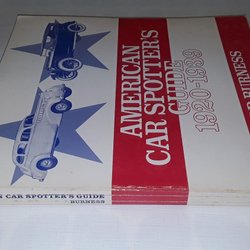 AMERICAN
CAR SPOTTER'S
GUIDE
1920-1939
BURNESS
CAR SPOTTER'S GUIDE
BURNESS